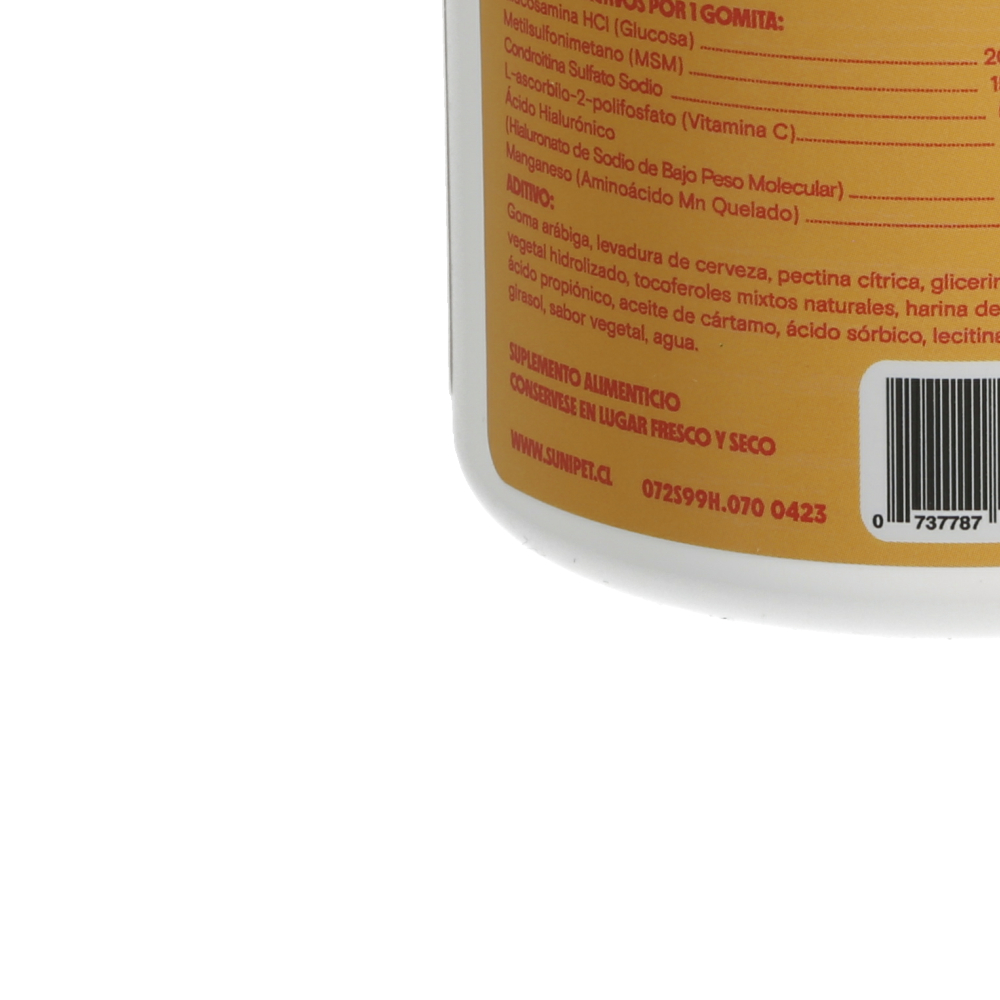 POR 1 GOMITA:
HCl (Glucosa)
Metilsulfonimetano (MSM)
Condroitina Sulfato Sodio
L-ascorbilo-2-polifosfato (Vitamina C)
Ácido Hialurónico
(Hialuronato de Sodio de Bajo Peso Molecular)
Manganeso (Aminoácido Mn Quelado)
ADITIVO:
Goma arábiga, levadura de cerveza, pectina cítrica,
vegetal hidrolizado, tocoferoles mixtos naturales, harina de
ácido propiónico, aceite de cártamo, ácido sórbico,
girasol, sabor vegetal, agua.
SUPLEMENTO ALIMENTICIO
CONSERVESE EN LUGAR FRESCO Y SECO
WWW.SUNIPET.CL 072S99H.070 0423
0 737787